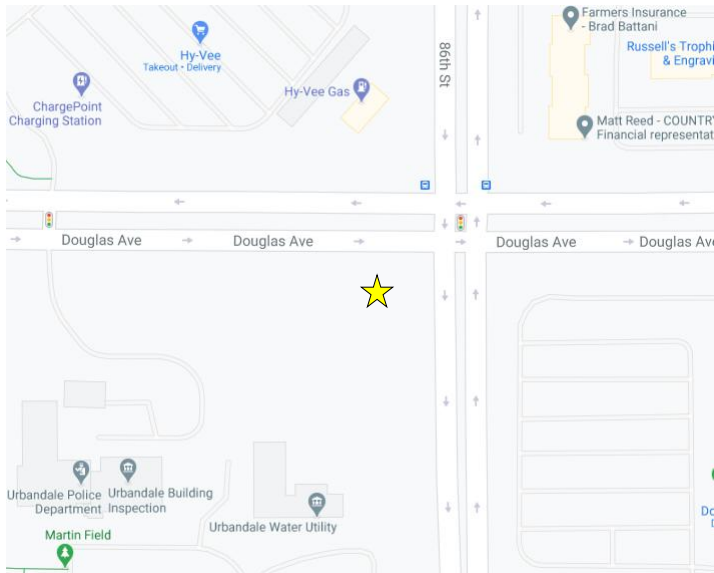 Farmers Insurance
- Brad Battani
Hy-Vee
Takeout • Delivery
86th St
Russell's Trophi
& Engravi
Hy-Vee Gas
ChargePoint
Charging Station
Matt Reed - COUNTRY
Financial representat
Douglas Ave
Douglas Ave
Douglas Ave
Douglas Ave
Urbandale Police
Department
Urbandale Building
Inspection
Urbandale Water Utility
Martin Field
Do